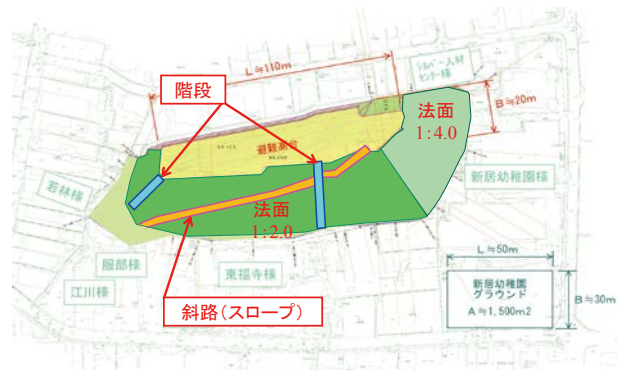 L≒110m
シルバー人材
センター様
階段
B≒20m
法面
1:4.0
避難高台
若林様
新居幼稚園様
法面
1:2.0
L≒50m
服部様
東福寺様
新居幼稚園
グラウンド
A≒1,500m2
B≒30m
江川様
斜路(スロープ)